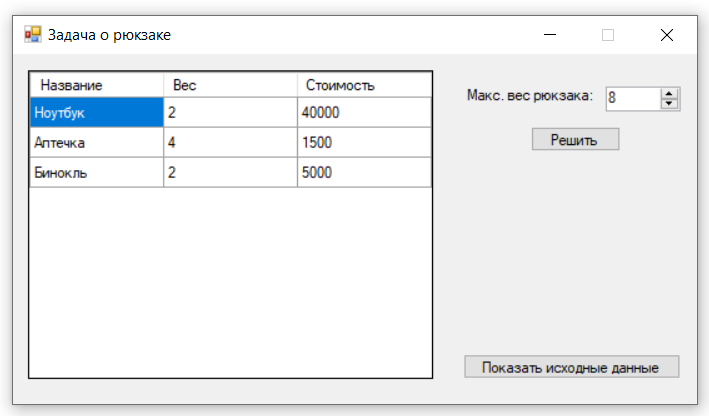 Задача о рюкзаке
Название Вес Стоимость
Ноутбук 2 40000
Аптечка 4 1500
Бинокль 2 5000
Макс. вес рюкзака: 8
Решить
Показать исходные данные